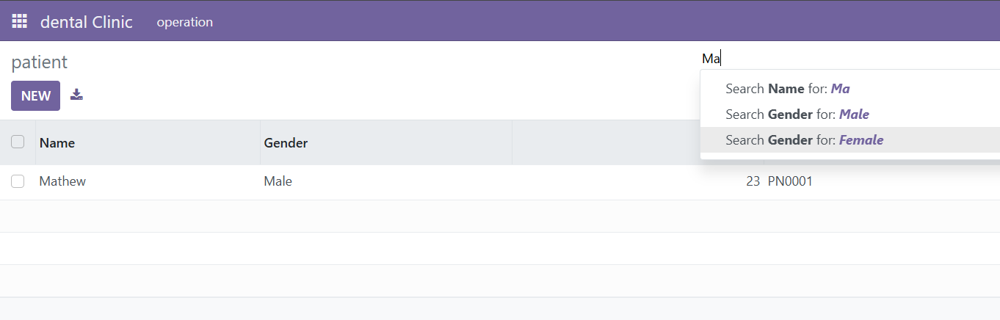 dental Clinic operation
patient
Ma
NEW
Search Name for: Ma
Search Gender for: Male
Search Gender for: Female
Name Gender
Mathew Male 23 PN0001